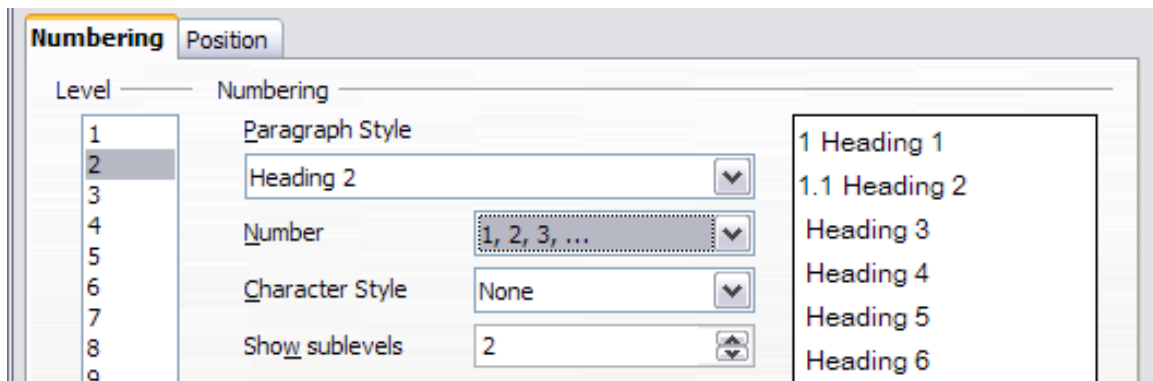 Numbering Position
Level Numbering
1
2
3
4
5
6
7
8
9
Paragraph Style
Heading 2
Number 1, 2, 3, ...
Character Style None
Show sublevels 2
1 Heading 1
1.1 Heading 2
Heading 3
Heading 4
Heading 5
Heading 6